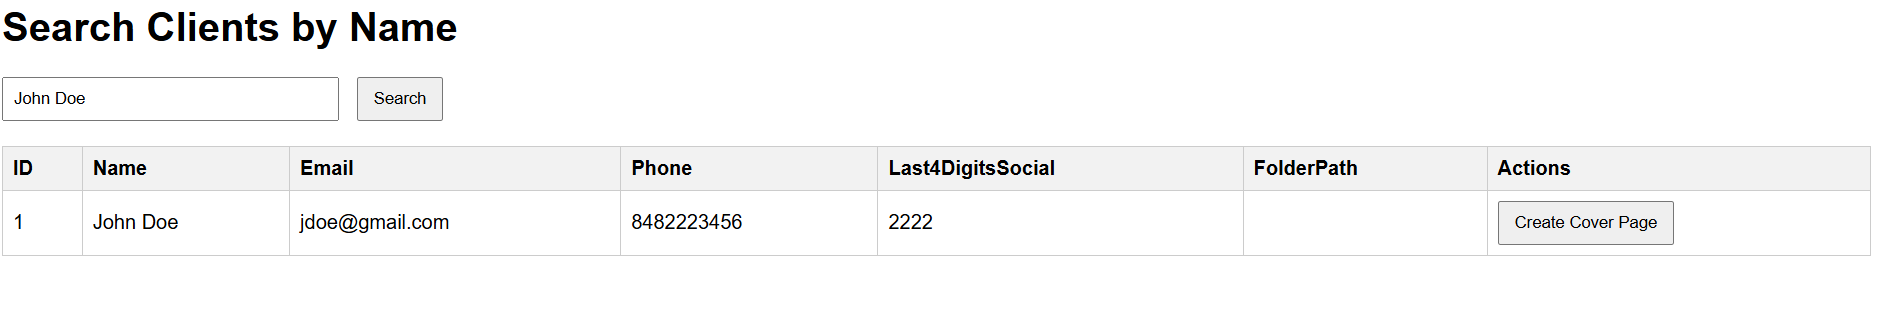 Search Clients by Name
John Doe Search
ID Name Email Phone Last4DigitsSocial FolderPath Actions
1 John Doe jdoe@gmail.com 8482223456 2222 Create Cover Page